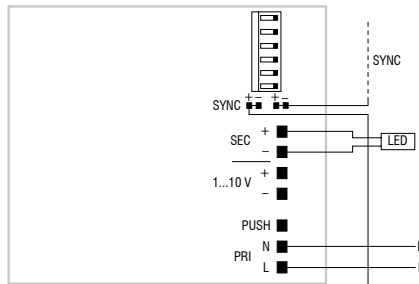 SYNC
+ – + –
SYNC
SEC + LED
–
1...10 V +
–
PUSH
PRI N
L